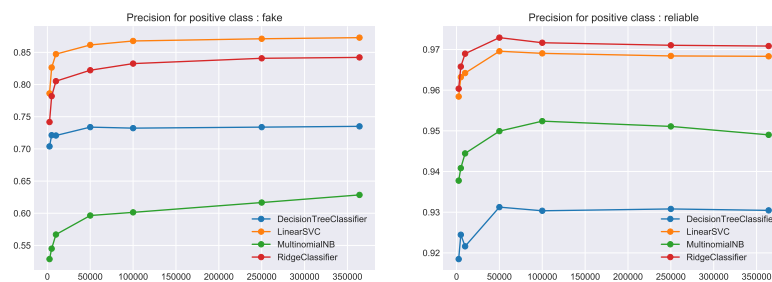 Precision for positive class : fake
0.85
0.80
0.75
0.70
0.65
0.60
0.55
0 50000 100000 150000 200000 250000 300000 350000
DecisionTreeClassifier
LinearSVC
MultinomialNB
RidgeClassifier
Precision for positive class : reliable
0.97
0.96
0.95
0.94
0.93
0.92
0 50000 100000 150000 200000 250000 300000 350000
DecisionTreeClassifie
LinearSVC
MultinomialNB
RidgeClassifier